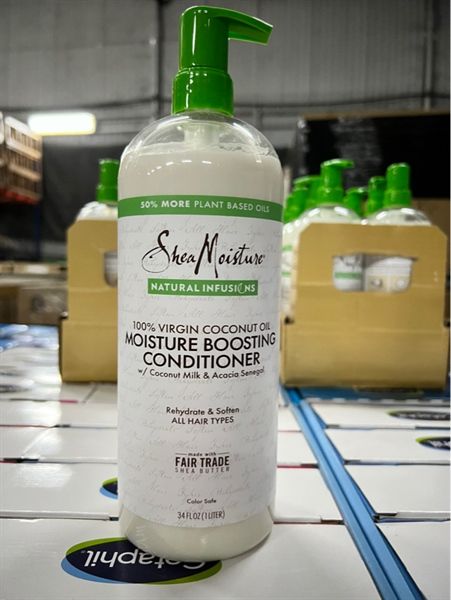 50% MORE PLANT BASED OILS
SheaMoisture
NATURAL INFUSIONS
100% VIRGIN COCONUT OIL
MOISTURE BOOSTING
CONDITIONER
w/ Coconut Milk & Acacia Senegal
Rehydrate & Soften
ALL HAIR TYPES
made with
FAIR TRADE
SHEA BUTTER
Color Safe
34 FL OZ (1 LITER)
Cetaphil